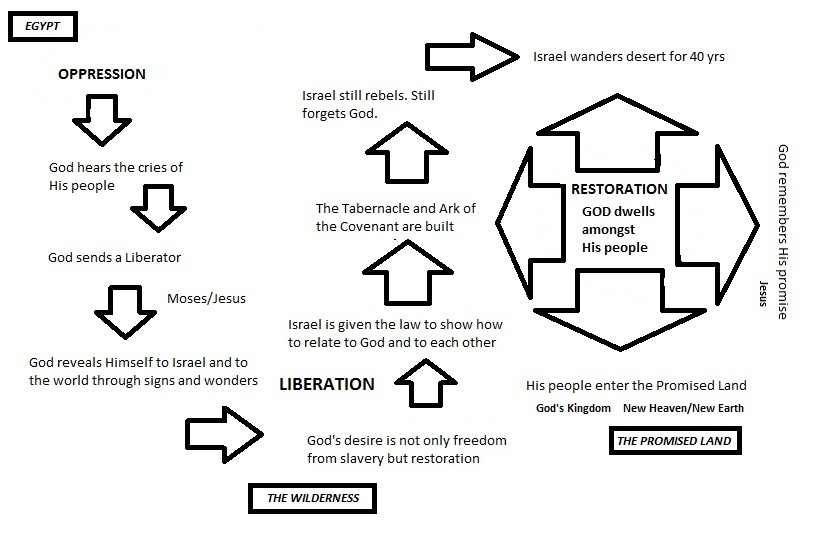 EGYPT
OPPRESSION
God hears the cries of
His people
God sends a Liberator
Moses/Jesus
God reveals Himself to Israel and to
the world through signs and wonders
LIBERATION
God's desire is not only freedom
from slavery but restoration
THE WILDERNESS
Israel is given the law to show how
to relate to God and to each other
The Tabernacle and Ark of
the Covenant are built
Israel still rebels. Still
forgets God.
Israel wanders desert for 40 yrs
RESTORATION
GOD dwells
amongst
His people
God remembers His promise
Jesus
His people enter the Promised Land
God's Kingdom New Heaven/New Earth
THE PROMISED LAND